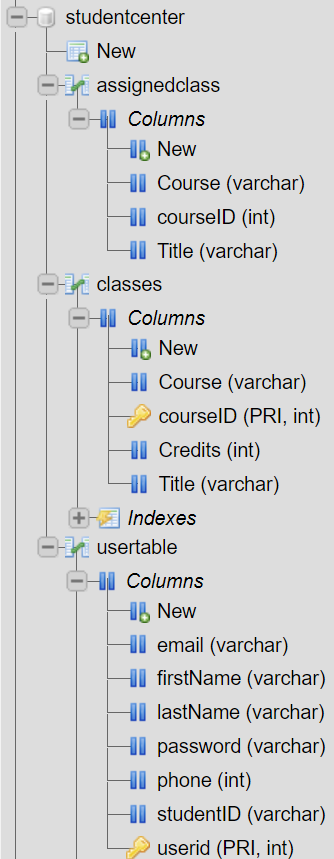 studentcenter
New
assignedclass
Columns
New
Course (varchar)
courseID (int)
Title (varchar)
classes
Columns
New
Course (varchar)
courseID (PRI, int)
Credits (int)
Title (varchar)
Indexes
usertable
Columns
New
email (varchar)
firstName (varchar)
lastName (varchar)
password (varchar)
phone (int)
studentID (varchar)
userid (PRI, int)